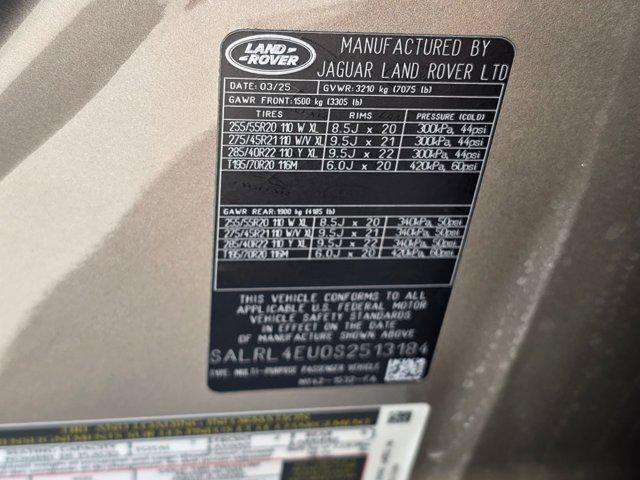 LAND
ROVER
MANUFACTURED BY
JAGUAR LAND ROVER LTD
DATE: 03/25 GVWR: 3210 kg (7075 lb)
GAWR FRONT: 1500 kg (3305 lb)
TIRES RIMS PRESSURE (COLD)
255/55R20 110 W XL 8.5J x 20 300kPa, 44psi
275/45R21 110 W/V XL 9.5J x 21 300kPa, 44psi
285/40R22 110 Y XL 9.5J x 22 300kPa, 44psi
T195/70R20 116M 6.0J x 20 420kPa, 60psi
GAWR REAR: 1900 kg (4185 lb)
255/55R20 110 W XL 8.5J x 20 340kPa, 50psi
275/45R21 110 W/V XL 9.5J x 21 340kPa, 50psi
285/40R22 110 Y XL 9.5J x 22 340kPa, 50psi
T195/70R20 116M 6.0J x 20 420kPa, 60psi
THIS VEHICLE CONFORMS TO ALL
APPLICABLE U.S. FEDERAL MOTOR
VEHICLE SAFETY STANDARDS
IN EFFECT ON THE DATE OF
MANUFACTURE SHOWN ABOVE
SALRL4EU0S2513184
TYPE: MULTI-PURPOSE PASSENGER VEHICLE